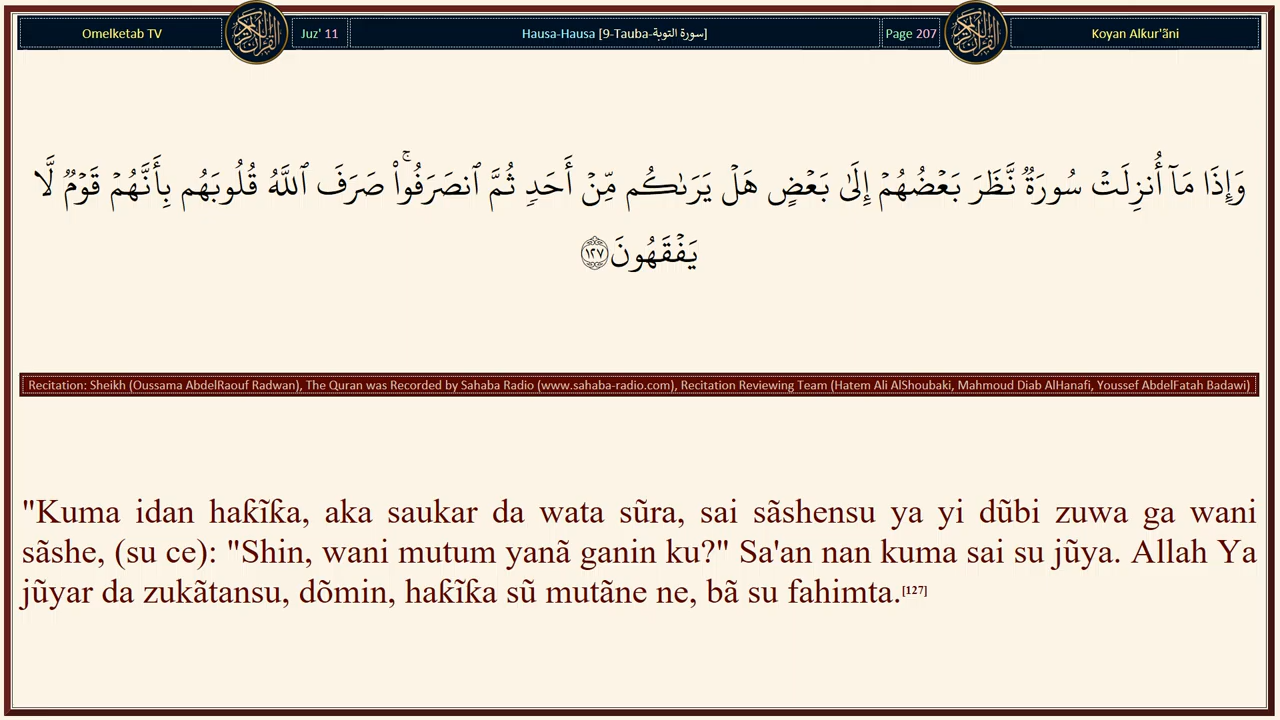 Omelketab TV
Juz' 11
Hausa-Hausa [9-Tauba-سورة التوبة]
Page 207
Koyan Alƙur'ãni
وَإِذَا مَآ أُنزِلَتۡ سُورَةٞ نَّظَرَ بَعۡضُهُمۡ إِلَىٰ بَعۡضٍ هَلۡ يَرَىٰكُم مِّنۡ أَحَدٖ ثُمَّ ٱنصَرَفُواْۚ صَرَفَ ٱللَّهُ قُلُوبَهُم بِأَنَّهُمۡ قَوۡمٞ لَّا
يَفۡقَهُونَ ١٢٧
Recitation: Sheikh (Oussama AbdelRaouf Radwan), The Quran was Recorded by Sahaba Radio (www.sahaba-radio.com), Recitation Reviewing Team (Hatem Ali AlShoubaki, Mahmoud Diab AlHanafi, Youssef AbdelFatah Badawi)
"Kuma idan haƙĩƙa, aka saukar da wata sũra, sai sãshensu ya yi dũbi zuwa ga wani
sãshe, (su ce): "Shin, wani mutum yanã ganin ku?" Sa'an nan kuma sai su jũya. Allah Ya
jũyar da zukãtansu, dõmin, haƙĩƙa sũ mutãne ne, bã su fahimta.[127]